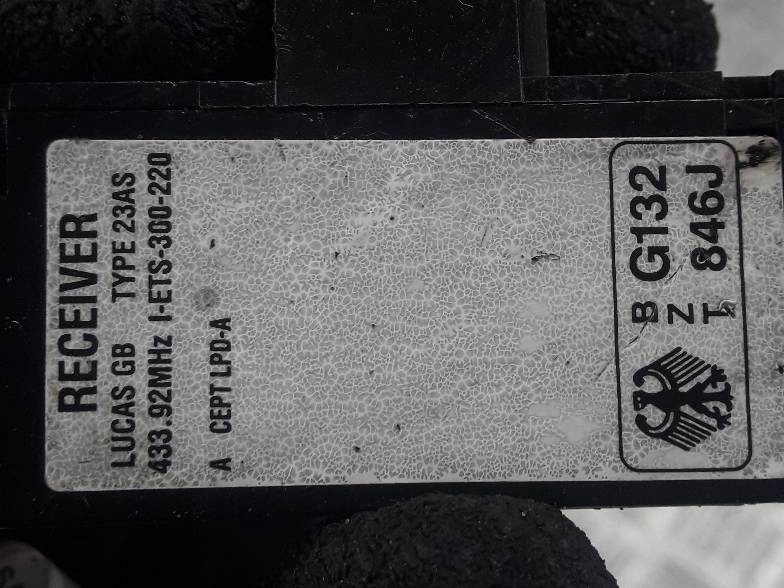 RECEIVER
LUCAS GB TYPE 23AS
433.92MHz I-ETS-300-220
A CEPT LPD-A
B G132
Z
T 846J